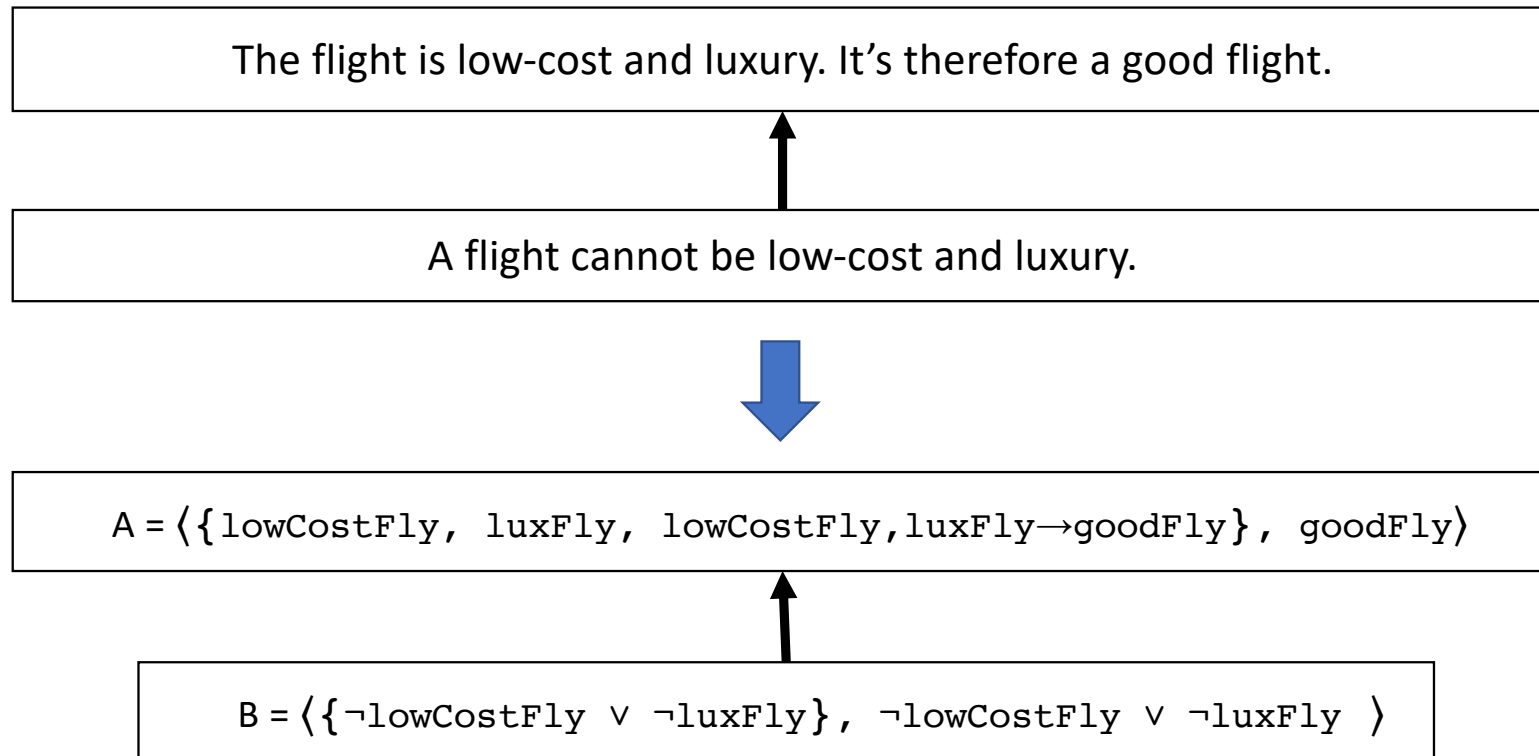 The flight is low-cost and luxury. It’s therefore a good flight.
A flight cannot be low-cost and luxury.
A = ⟨{lowCostFly, luxFly, lowCostFly,luxFly→goodFly}, goodFly⟩
B = ⟨{¬lowCostFly ∨ ¬luxFly}, ¬lowCostFly ∨ ¬luxFly ⟩